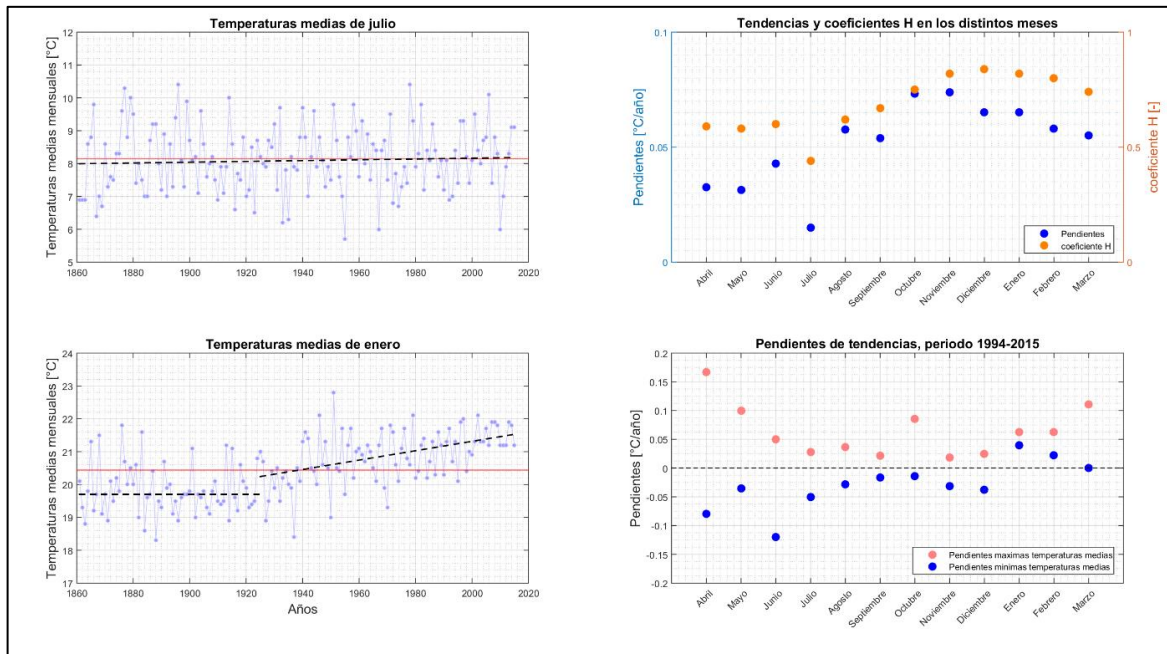 Temperaturas medias de julio
Temperaturas medias mensuales [°C]
12
11
10
9
8
7
6
5
1860
1880
1900
1920
1940
1960
1980
2000
2020
Tendencias y coeficientes H en los distintos meses
Pendientes [°C/año]
0.1
0.05
0
coeficiente H [-]
1
0.5
0
Pendientes
coeficiente H
Abril
Mayo
Junio
Julio
Agosto
Septiembre
Octubre
Noviembre
Diciembre
Enero
Febrero
Marzo
Temperaturas medias de enero
Temperaturas medias mensuales [°C]
24
23
22
21
20
19
18
17
1860
1880
1900
1920
1940
1960
1980
2000
2020
Años
Pendientes de tendencias, periodo 1994-2015
Pendientes [°C/año]
0.2
0.15
0.1
0.05
0
-0.05
-0.1
-0.15
-0.2
Pendientes maximas temperaturas medias
Pendientes minimas temperaturas medias
Abril
Mayo
Junio
Julio
Agosto
Septiembre
Octubre
Noviembre
Diciembre
Enero
Febrero
Marzo